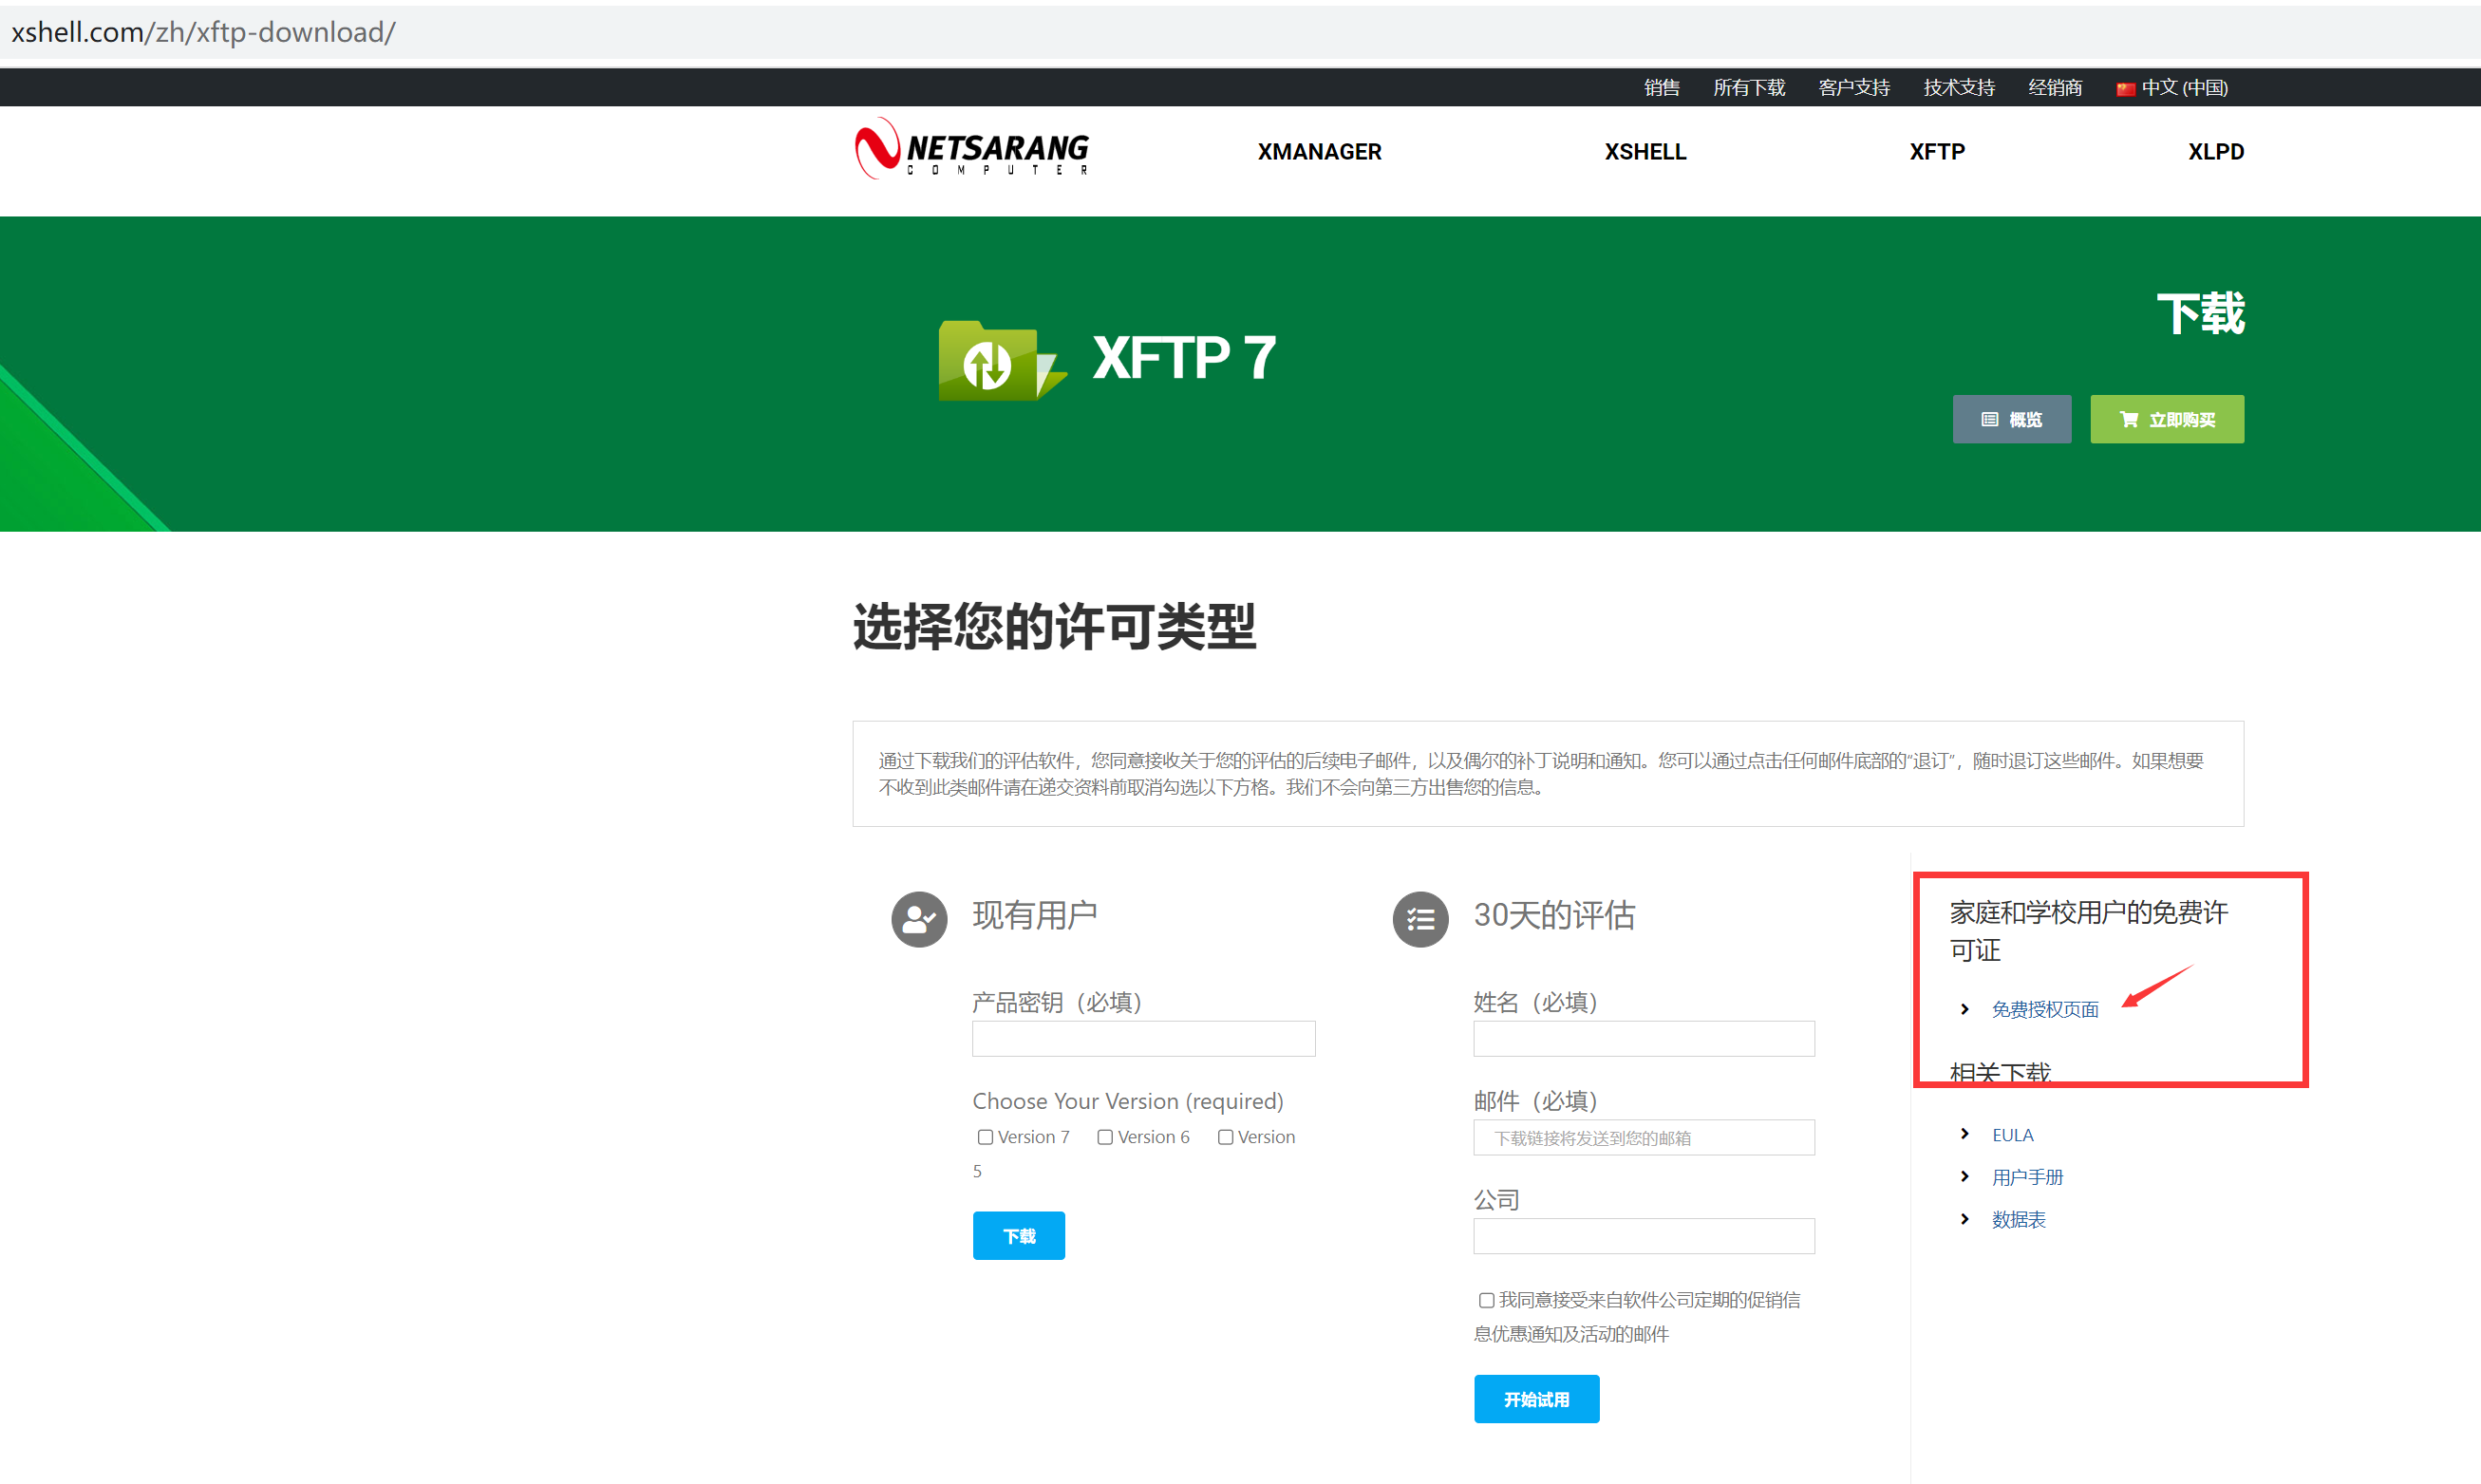 xshell.com/zh/xftp-download/
销售 所有下载 客户支持 技术支持 经销商 中文 (中国)
NETSARANG
COMPUTER
XMANAGER XSHELL XFTP XLPD
下载
XFTP 7
概览 立即购买
选择您的许可类型
通过下载我们的评估软件，您同意接收关于您的评估的后续电子邮件，以及偶尔的补丁说明和通知。您可以通过点击任何邮件底部的“退订”，随时退订这些邮件。如果想要
不收到此类邮件请在递交资料前取消勾选以下方格。我们不会向第三方出售您的信息。
现有用户
产品密钥（必填）
Choose Your Version (required)
Version 7 Version 6 Version
5
下载
30天的评估
姓名（必填）
邮件（必填）
下载链接将发送到您的邮箱
公司
我同意接受来自软件公司定期的促销信
息优惠通知及活动的邮件
开始试用
家庭和学校用户的免费许
可证
免费授权页面
相关下载
EULA
用户手册
数据表